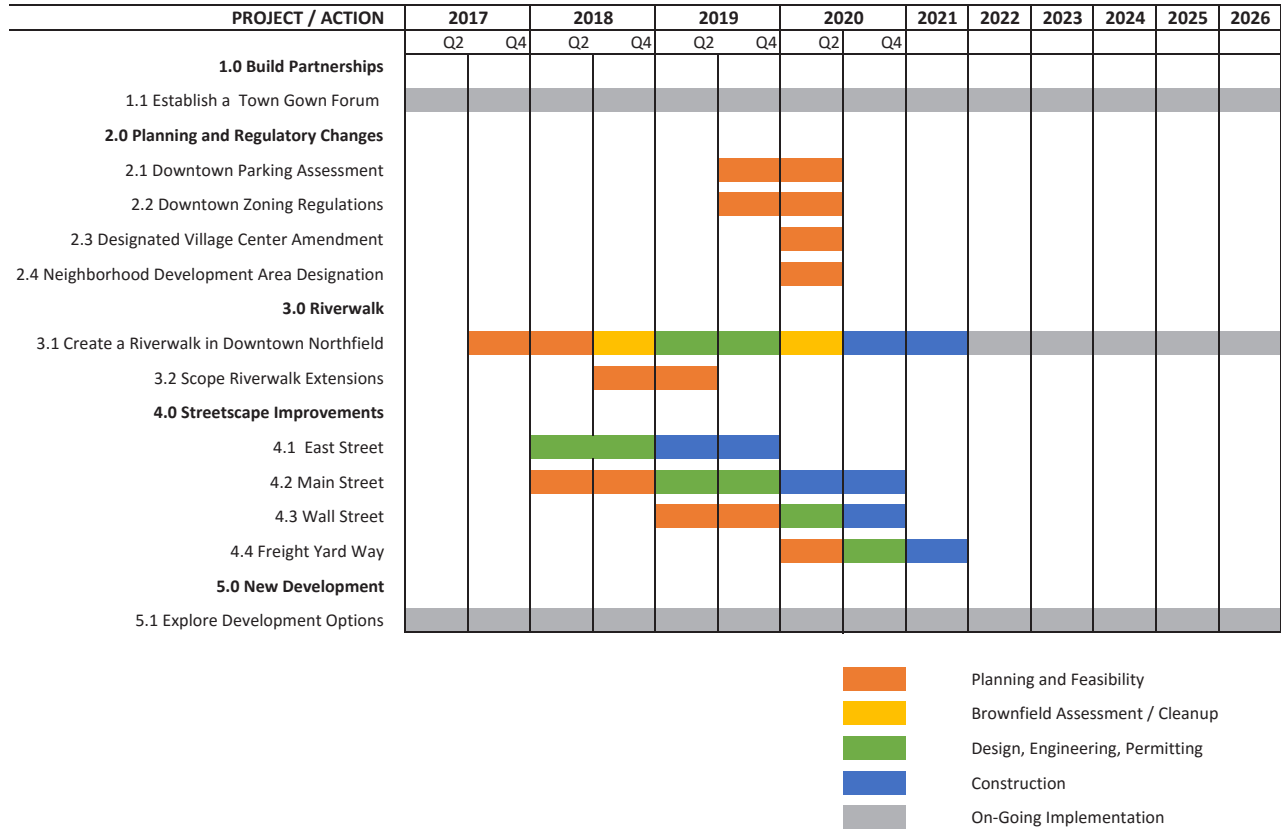 PROJECT / ACTION 2017 2018 2019 2020 2021 2022 2023 2024 2025 2026
Q2 Q4 Q2 Q4 Q2 Q4 Q2 Q4
1.0 Build Partnerships
1.1 Establish a Town Gown Forum
2.0 Planning and Regulatory Changes
2.1 Downtown Parking Assessment
2.2 Downtown Zoning Regulations
2.3 Designated Village Center Amendment
2.4 Neighborhood Development Area Designation
3.0 Riverwalk
3.1 Create a Riverwalk in Downtown Northfield
3.2 Scope Riverwalk Extensions
4.0 Streetscape Improvements
4.1 East Street
4.2 Main Street
4.3 Wall Street
4.4 Freight Yard Way
5.0 New Development
5.1 Explore Development Options
Planning and Feasibility
Brownfield Assessment / Cleanup
Design, Engineering, Permitting
Construction
On-Going Implementation